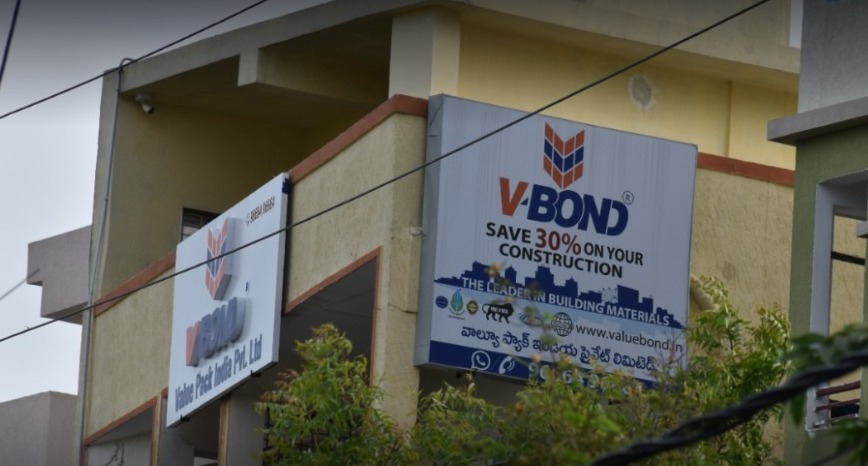 V-BOND®
SAVE 30% ON YOUR
CONSTRUCTION
THE LEADER IN BUILDING MATERIALS
www.valuebond.in
వాల్యూ ప్యాక్ ఇండియా ప్రైవేట్ లిమిటెడ్
V-BOND
Value Pack India Pvt. Ltd